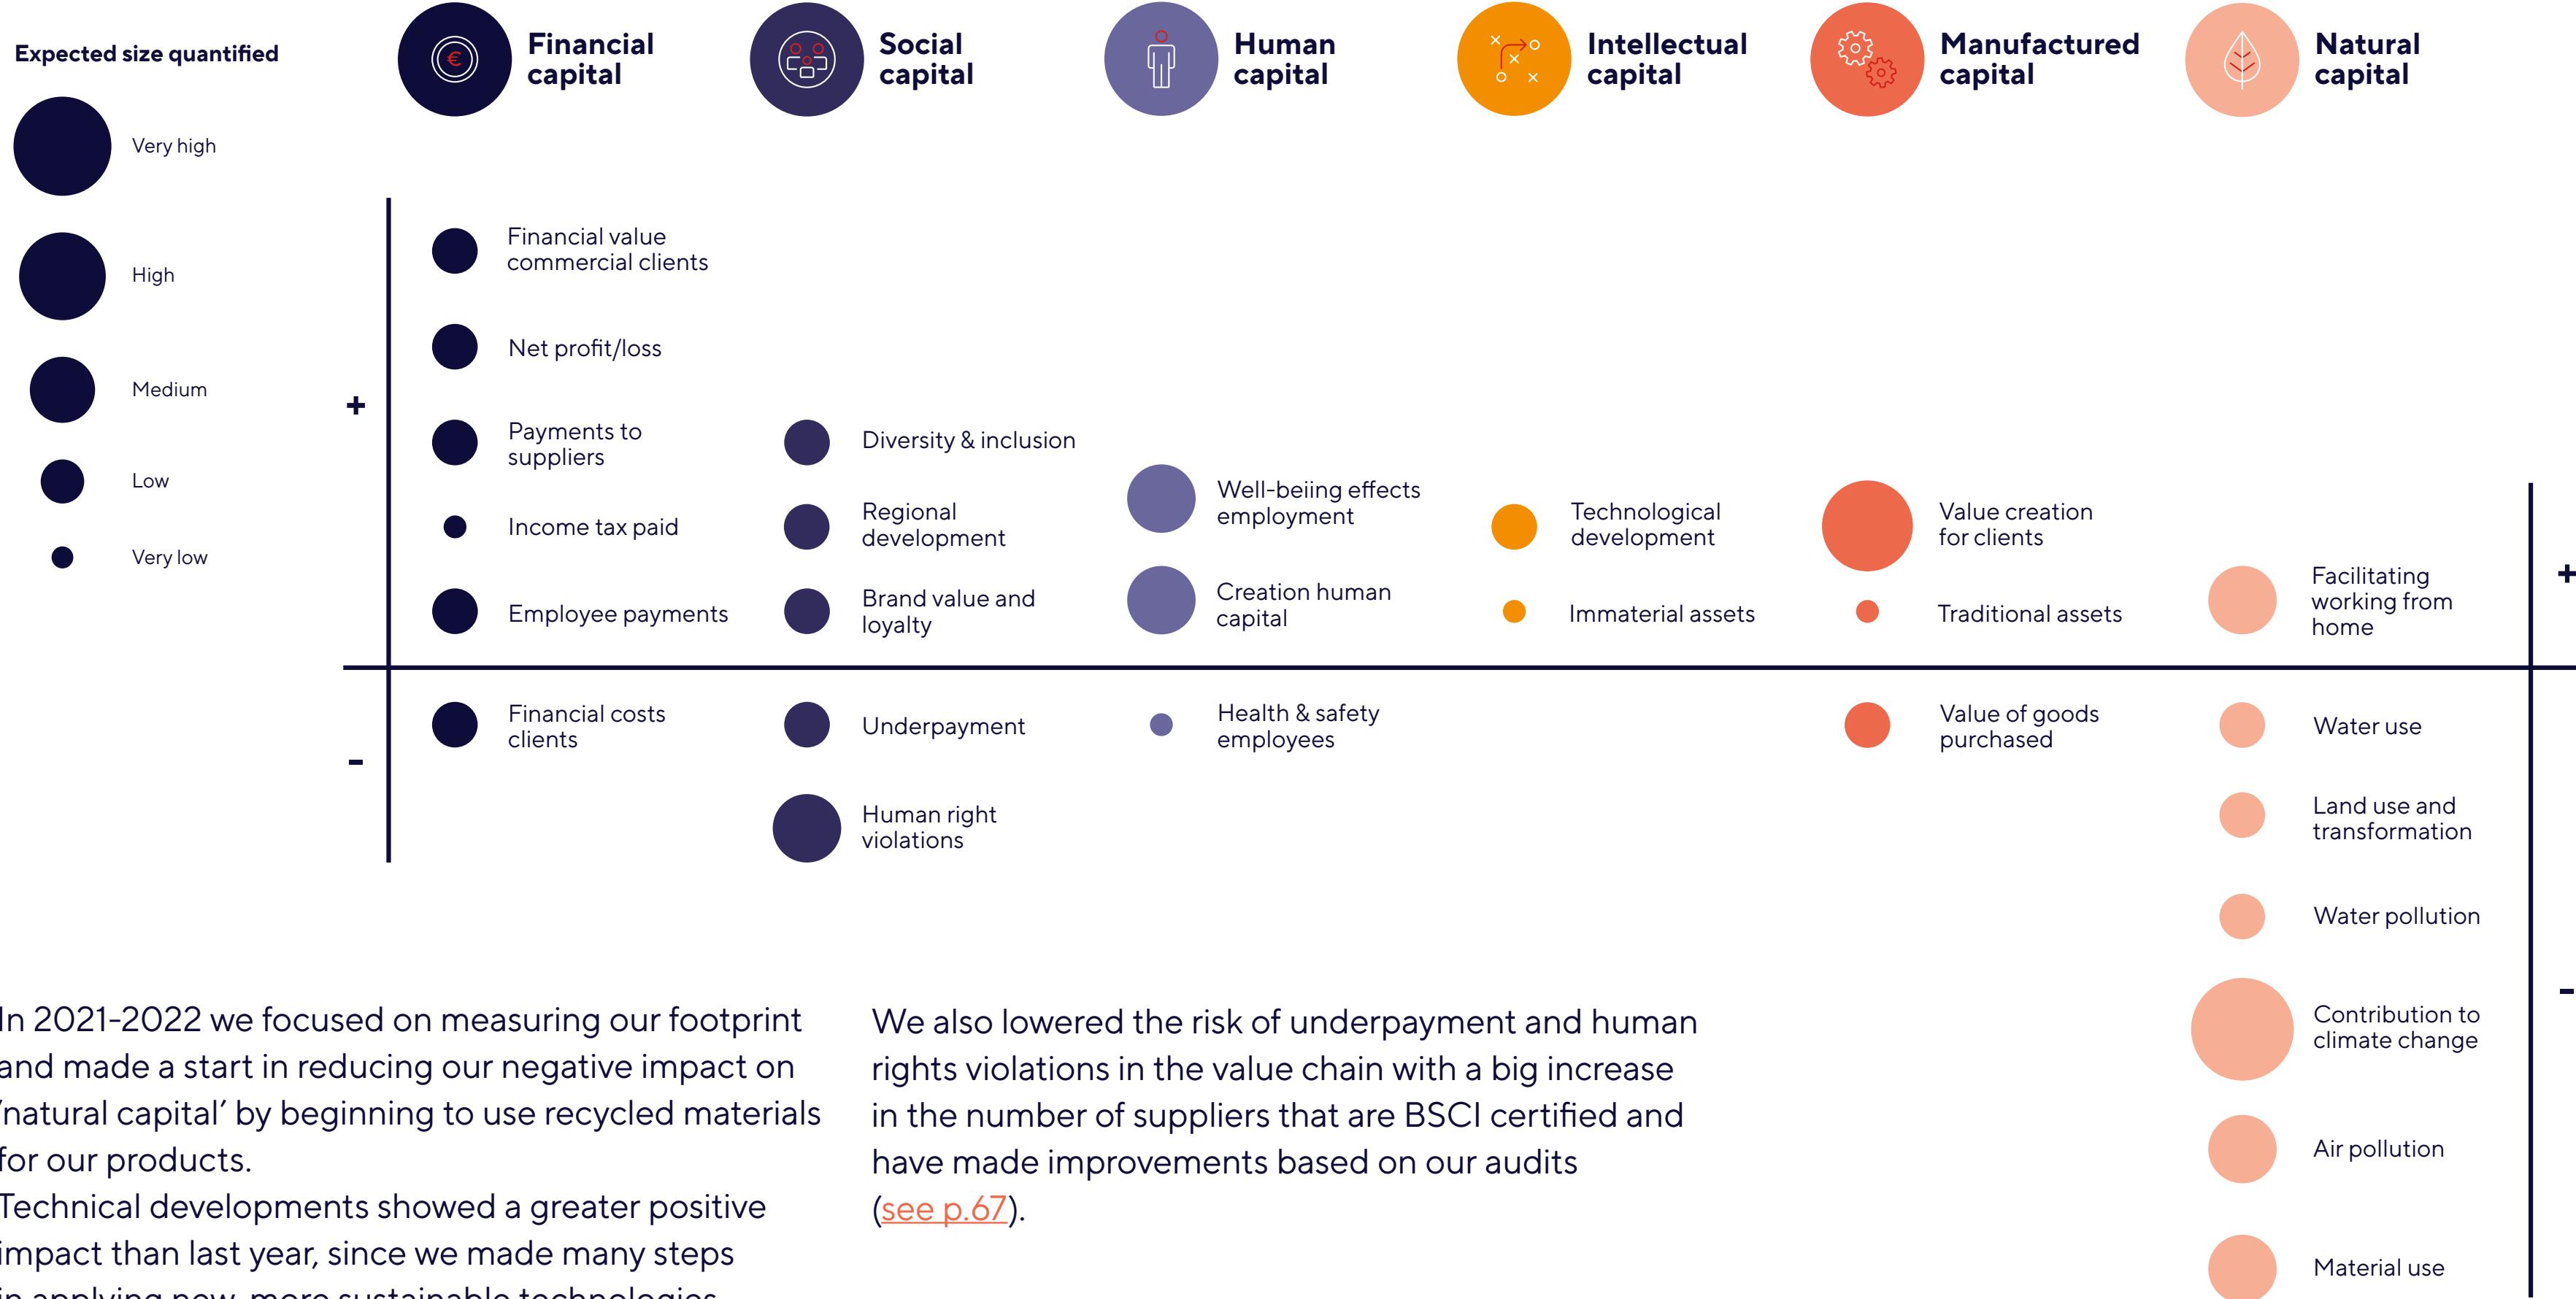 Expected size quantified
Very high
High
Medium
Low
Very low
Financial
capital
Social
capital
Human
capital
Intellectual
capital
Manufactured
capital
Natural
capital
+
-
€
Financial value
commercial clients
Net profit/loss
Payments to
suppliers
Income tax paid
Employee payments
Financial costs
clients
Diversity & inclusion
Regional
development
Brand value and
loyalty
Underpayment
Human right
violations
Well-beiing effects
employment
Creation human
capital
Health & safety
employees
Technological
development
Immaterial assets
Value creation
for clients
Traditional assets
Value of goods
purchased
Facilitating
working from
home
Water use
Land use and
transformation
Water pollution
Contribution to
climate change
Air pollution
Material use
+
-
In 2021-2022 we focused on measuring our footprint
and made a start in reducing our negative impact on
'natural capital' by beginning to use recycled materials
for our products.
Technical developments showed a greater positive
impact than last year, since we made many steps
in applying new, more sustainable technologies
We also lowered the risk of underpayment and human
rights violations in the value chain with a big increase
in the number of suppliers that are BSCI certified and
have made improvements based on our audits
(see p.67).